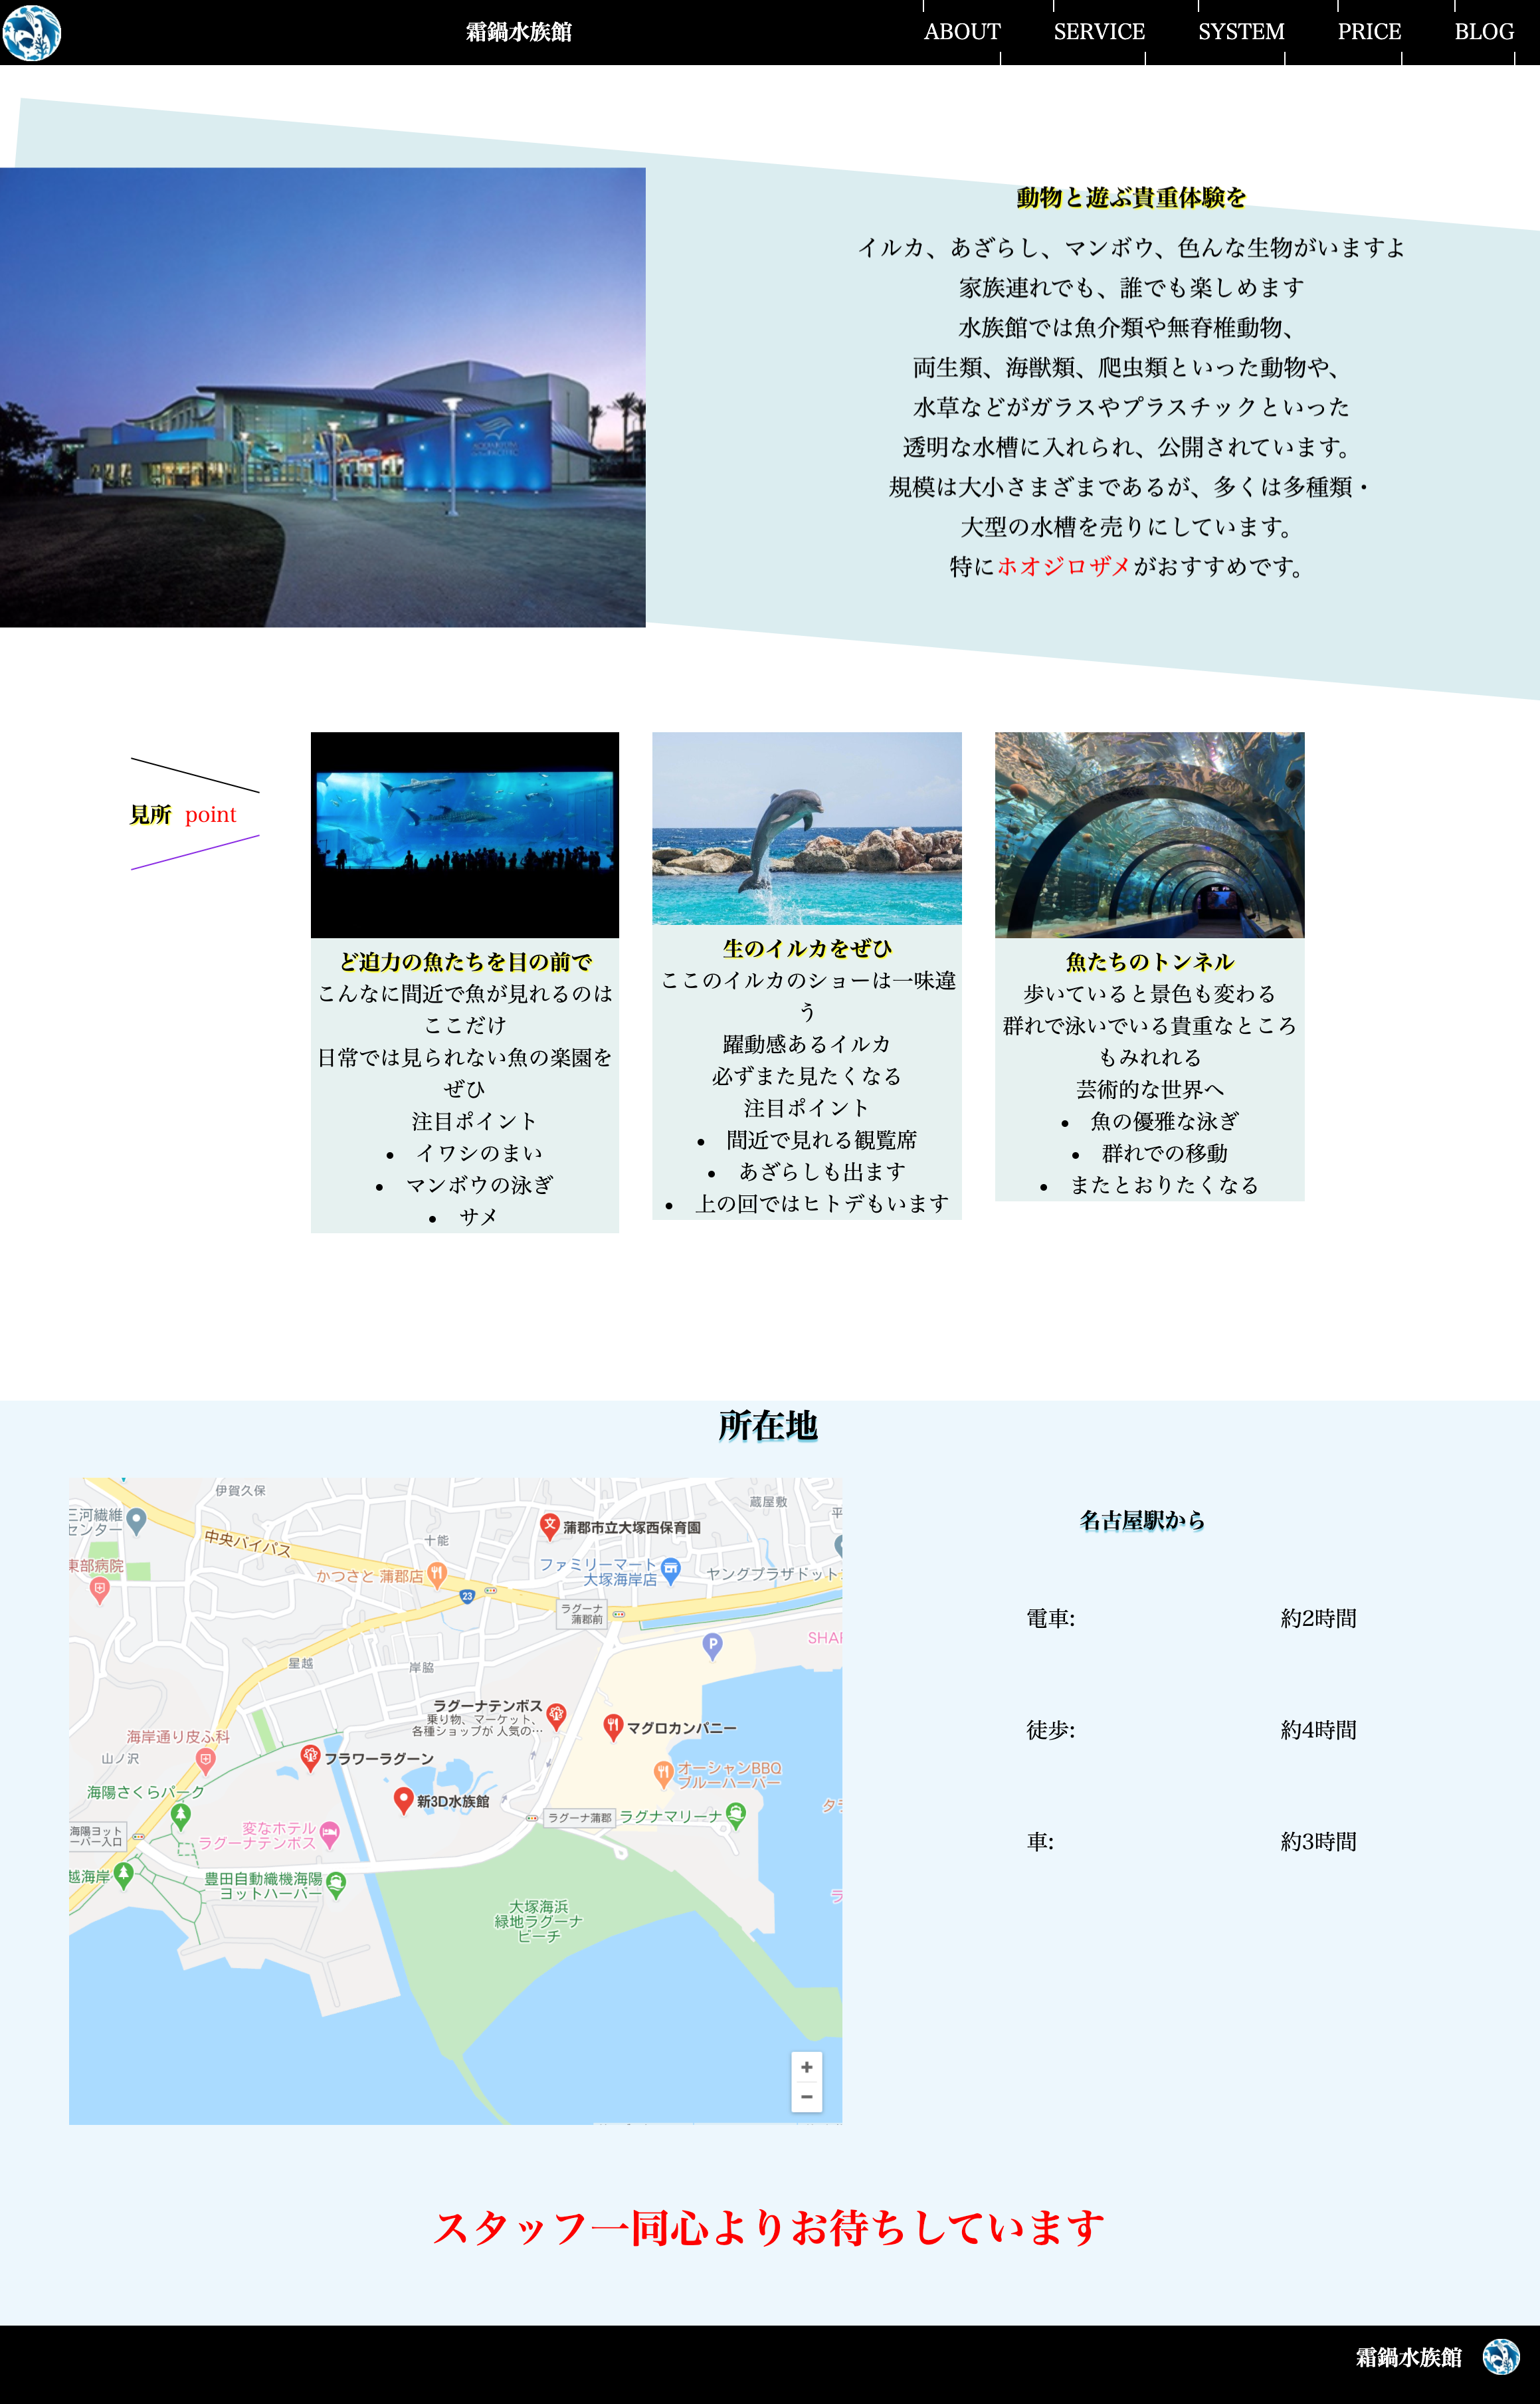 霜鍋水族館
ABOUT
SERVICE
SYSTEM
PRICE
BLOG
動物と遊ぶ貴重体験を
イルカ、あざらし、マンボウ、色んな生物がいますよ
家族連れでも、誰でも楽しめます
水族館では魚介類や無脊椎動物、
両生類、海獣類、爬虫類といった動物や、
水草などがガラスやプラスチックといった
透明な水槽に入れられ、公開されています。
規模は大小さまざまであるが、多くは多種類・
大型の水槽を売りにしています。
特にホオジロザメがおすすめです。
見所 point
ど迫力の魚たちを目の前で
こんなに間近で魚が見れるのは
ここだけ
日常では見られない魚の楽園を
ぜひ
注目ポイント
• イワシのまい
• マンボウの泳ぎ
• サメ
生のイルカをぜひ
ここのイルカのショーは一味違
う
躍動感あるイルカ
必ずまた見たくなる
注目ポイント
• 間近で見れる観覧席
• あざらしも出ます
• 上の回ではヒトデもいます
魚たちのトンネル
歩いていると景色も変わる
群れで泳いでいる貴重なところ
もみれれる
芸術的な世界へ
• 魚の優雅な泳ぎ
• 群れでの移動
• またとおりたくなる
所在地
伊賀久保
蔵屋敷
平
三河繊維
センター
中央バイパス
十能
蒲郡市立大塚西保育園
東部病院
かつさと 蒲郡店
ファミリーマート
大塚海岸店
ヤングプラザドット
23
ラグーナ
蒲郡前
P
SHAR
星越
岸脇
ラグーナテンボス
乗り物、マーケット、
各種ショップが 人気の…
マグロカンパニー
海岸通り皮ふ科
山ノ沢
フラワーラグーン
オーシャンBBQ
ブルーハーバー
海陽さくらパーク
新3D水族館
ラグーナ蒲郡
ラグナマリーナ
海陽ヨット
ーバー入口
変なホテル
ラグーナテンボス
越海岸
豊田自動織機海陽
ヨットハーバー
大塚海浜
緑地ラグーナ
ビーチ
名古屋駅から
電車:
約2時間
徒歩:
約4時間
車:
約3時間
スタッフ一同心よりお待ちしています
霜鍋水族館